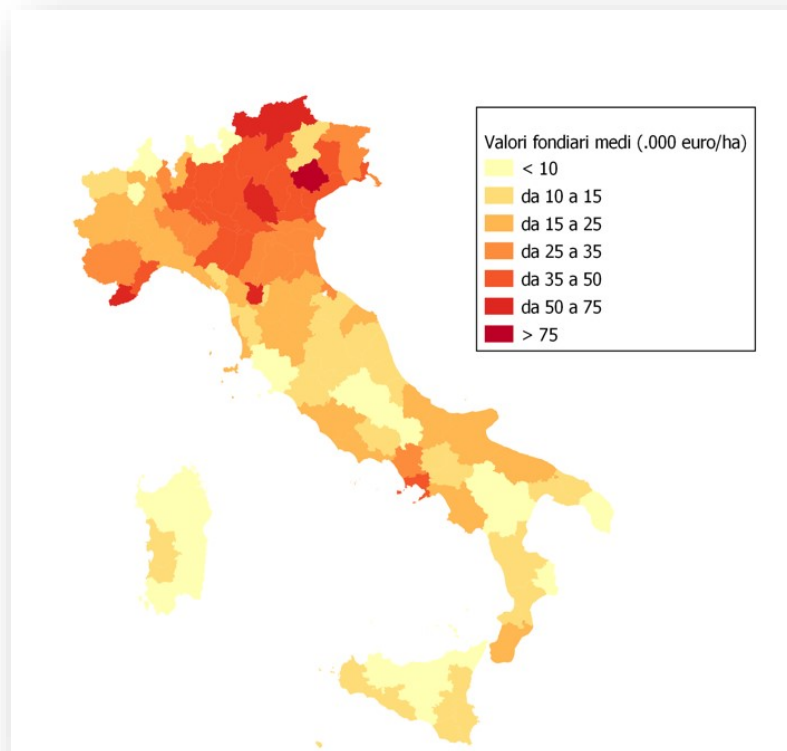 Valori fondiari medi (.000 euro/ha)
< 10
da 10 a 15
da 15 a 25
da 25 a 35
da 35 a 50
da 50 a 75
> 75